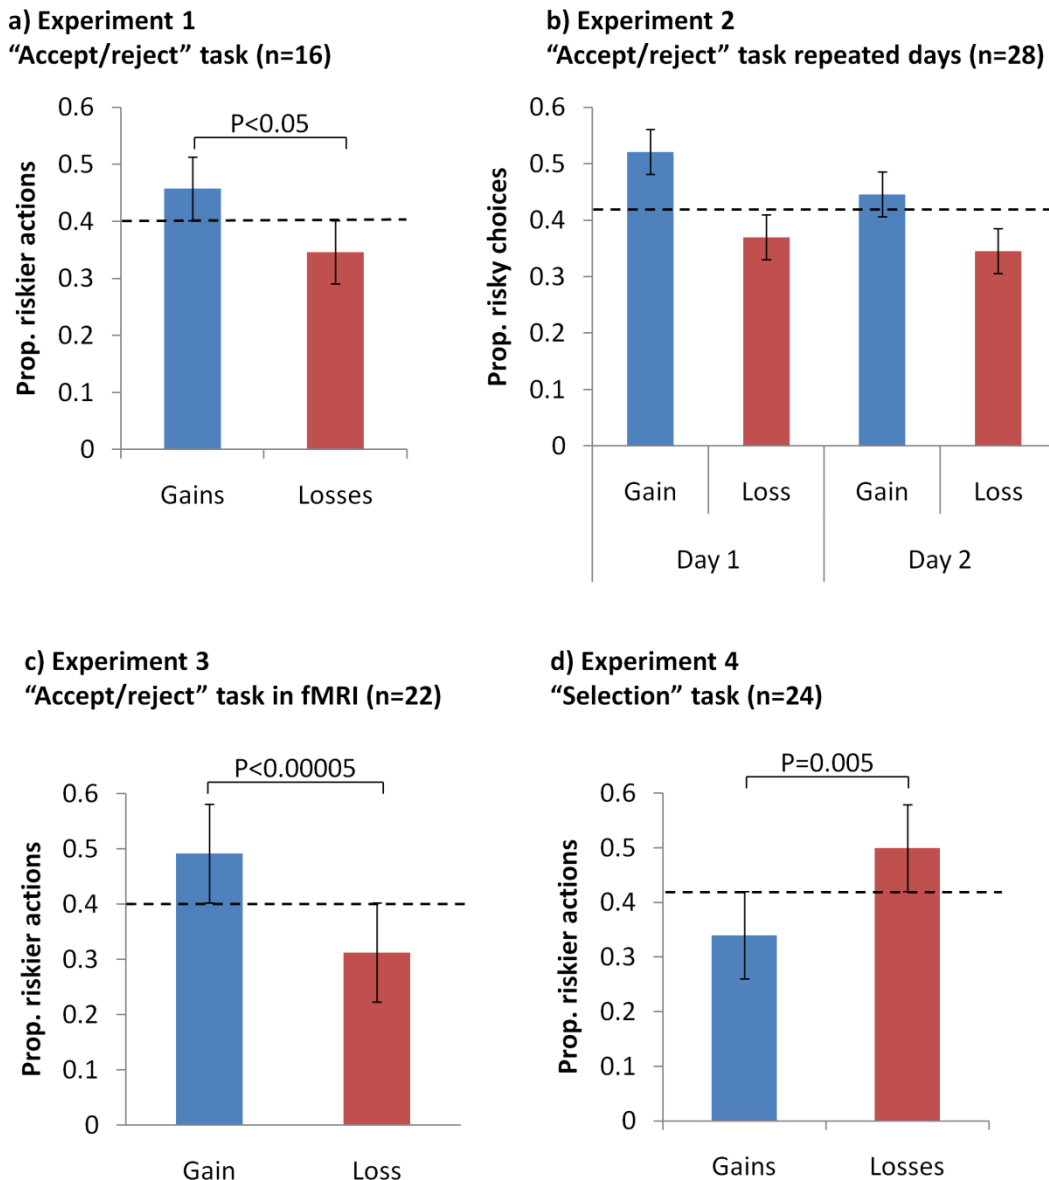 a) Experiment 1
“Accept/reject” task (n=16)
0.6
0.5
0.4
0.3
0.2
0.1
0
Prop. riskier actions
P<0.05
Gains
Losses
b) Experiment 2
“Accept/reject” task repeated days (n=28)
0.6
0.5
0.4
0.3
0.2
0.1
0
Prop. risky choices
Gain
Loss
Gain
Loss
Day 1
Day 2
c) Experiment 3
“Accept/reject” task in fMRI (n=22)
P<0.00005
0.6
0.5
0.4
0.3
0.2
0.1
0
Prop. riskier actions
Gain
Loss
d) Experiment 4
“Selection” task (n=24)
P=0.005
0.6
0.5
0.4
0.3
0.2
0.1
0
Prop. riskier actions
Gains
Losses